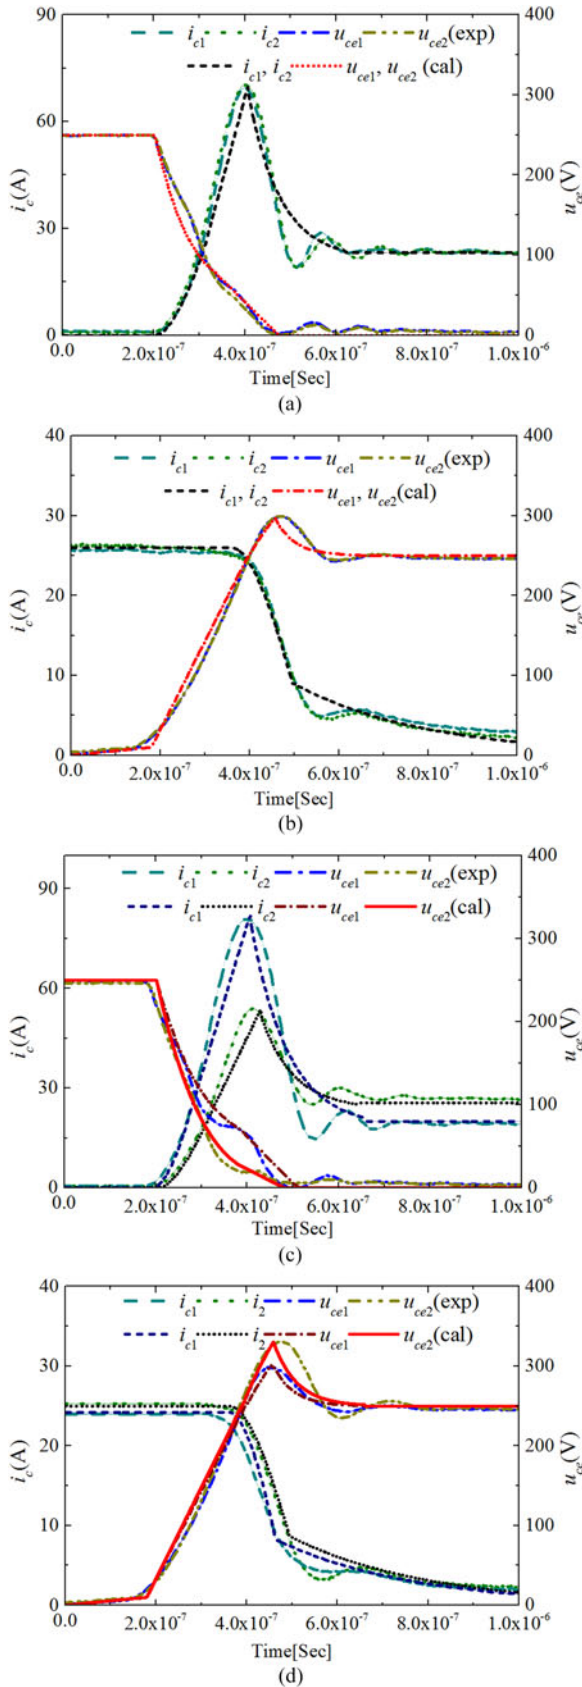 i_c1 i_c2 u_ce1 u_ce2(exp)
i_c1, i_c2 u_ce1, u_ce2 (cal)
90
60
30
0
i_c(A)
400
300
200
100
0
u_ce(V)
0.0 2.0x10^-7 4.0x10^-7 6.0x10^-7 8.0x10^-7 1.0x10^-6
Time[Sec]
(a)
i_c1 i_c2 u_ce1 u_ce2(exp)
i_c1, i_c2 u_ce1, u_ce2(cal)
40
30
20
10
0
i_c(A)
400
300
200
100
0
u_ce(V)
0.0 2.0x10^-7 4.0x10^-7 6.0x10^-7 8.0x10^-7 1.0x10^-6
Time[Sec]
(b)
i_c1 i_c2 u_ce1 u_ce2(exp)
i_c1 i_c2 u_ce1 u_ce2(cal)
90
60
30
0
i_c(A)
400
300
200
100
0
u_ce(V)
0.0 2.0x10^-7 4.0x10^-7 6.0x10^-7 8.0x10^-7 1.0x10^-6
Time[Sec]
(c)
i_c1 i_2 u_ce1 u_ce2(exp)
i_c1 i_2 u_ce1 u_ce2(cal)
40
30
20
10
0
i_c(A)
400
300
200
100
0
u_ce(V)
0.0 2.0x10^-7 4.0x10^-7 6.0x10^-7 8.0x10^-7 1.0x10^-6
Time[Sec]
(d)